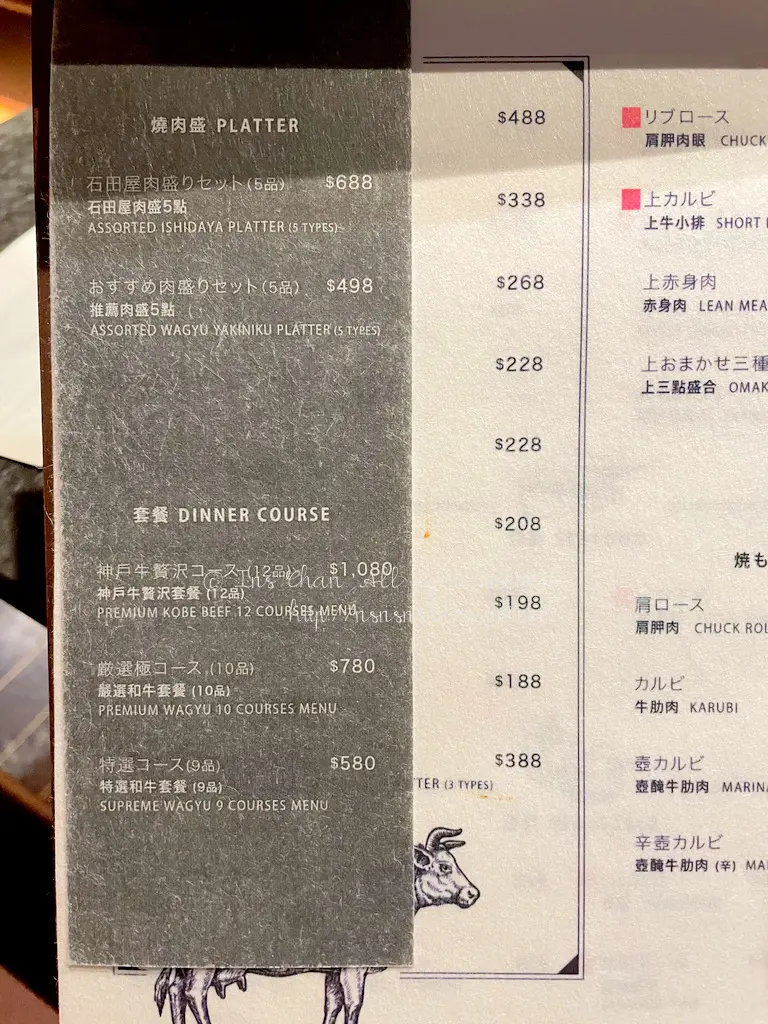 燒肉盛 PLATTER
石田屋肉盛りセット(5品) $688
石田屋肉盛5點
ASSORTED ISHIDAYA PLATTER (5 TYPES)
おすすめ肉盛りセット(5品) $498
推薦肉盛5點
ASSORTED WAGYU YAKINIKU PLATTER (5 TYPES)
套餐 DINNER COURSE
神戸牛贅沢コース (12品) $1,080
神戶牛贅沢套餐 (12品)
PREMIUM KOBE BEEF 12 COURSES MENU
厳選極コース (10品) $780
嚴選和牛套餐 (10品)
PREMIUM WAGYU 10 COURSES MENU
特選コース(9品) $580
特選和牛套餐 (9品)
SUPREME WAGYU 9 COURSES MENU
$488
$338
$268
$228
$228
$208
$198
$188
$388
TTER (3 TYPES)
リブロース
肩胛肉眼 CHUCK
上カルビ
上牛小排 SHORT
上赤身肉
赤身肉 LEAN MEA
上おまかせ三種
上三點盛合 OMAK
焼も
肩ロース
肩胛肉 CHUCK ROL
カルビ
牛肋肉 KARUBI
壺カルビ
壺醃牛肋肉 MARINA
辛壺カルビ
壺醃牛肋肉 (辛) MA